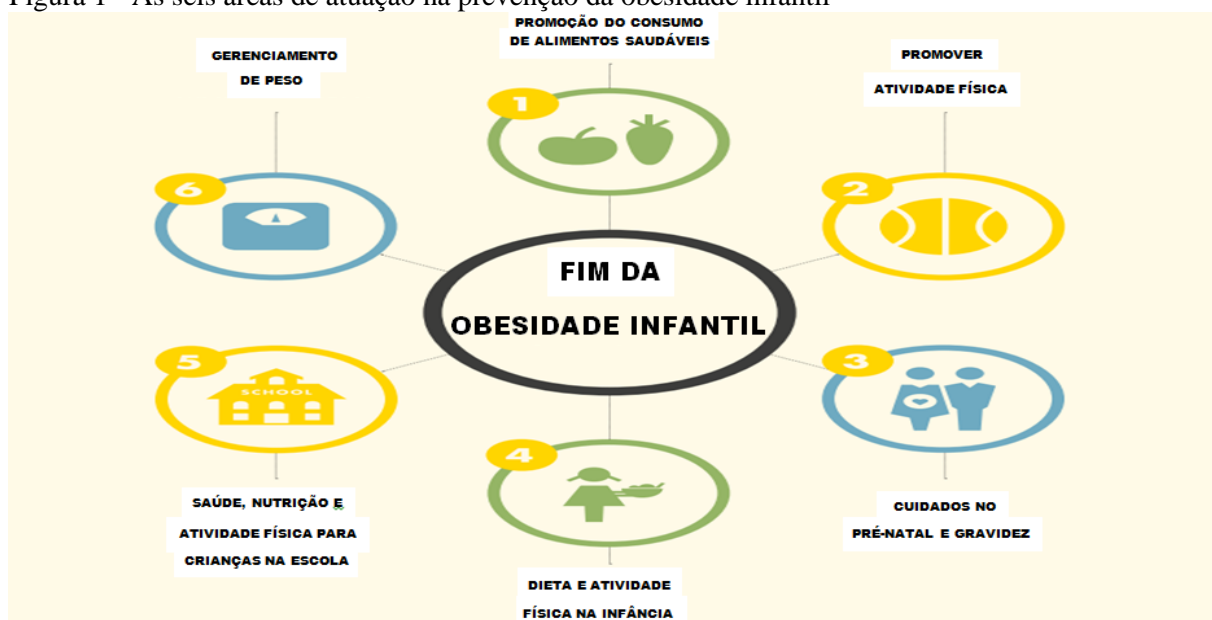 Figura 1 - As seis áreas de atuação na prevenção da obesidade infantil
PROMOÇÃO DO CONSUMO
DE ALIMENTOS SAUDÁVEIS
1
PROMOVER
ATIVIDADE FÍSICA
2
CUIDADOS NO
PRÉ-NATAL E GRAVIDEZ
3
DIETA E ATIVIDADE
FÍSICA NA INFÂNCIA
4
SAÚDE, NUTRIÇÃO E
ATIVIDADE FÍSICA PARA
CRIANÇAS NA ESCOLA
5
SCHOOL
GERENCIAMENTO
DE PESO
6
FIM DA
OBESIDADE INFANTIL